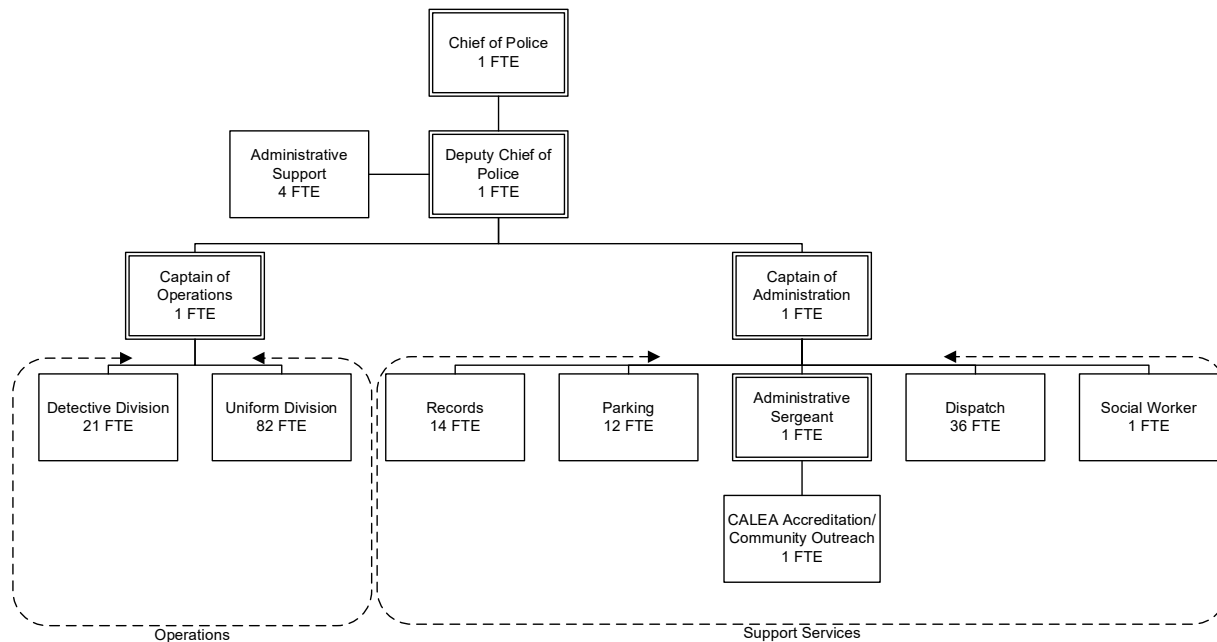 Chief of Police
1 FTE
Administrative
Support
4 FTE
Deputy Chief of
Police
1 FTE
Captain of
Operations
1 FTE
Captain of
Administration
1 FTE
Detective Division
21 FTE
Uniform Division
82 FTE
Records
14 FTE
Parking
12 FTE
Administrative
Sergeant
1 FTE
Dispatch
36 FTE
Social Worker
1 FTE
CALEA Accreditation/
Community Outreach
1 FTE
Operations
Support Services